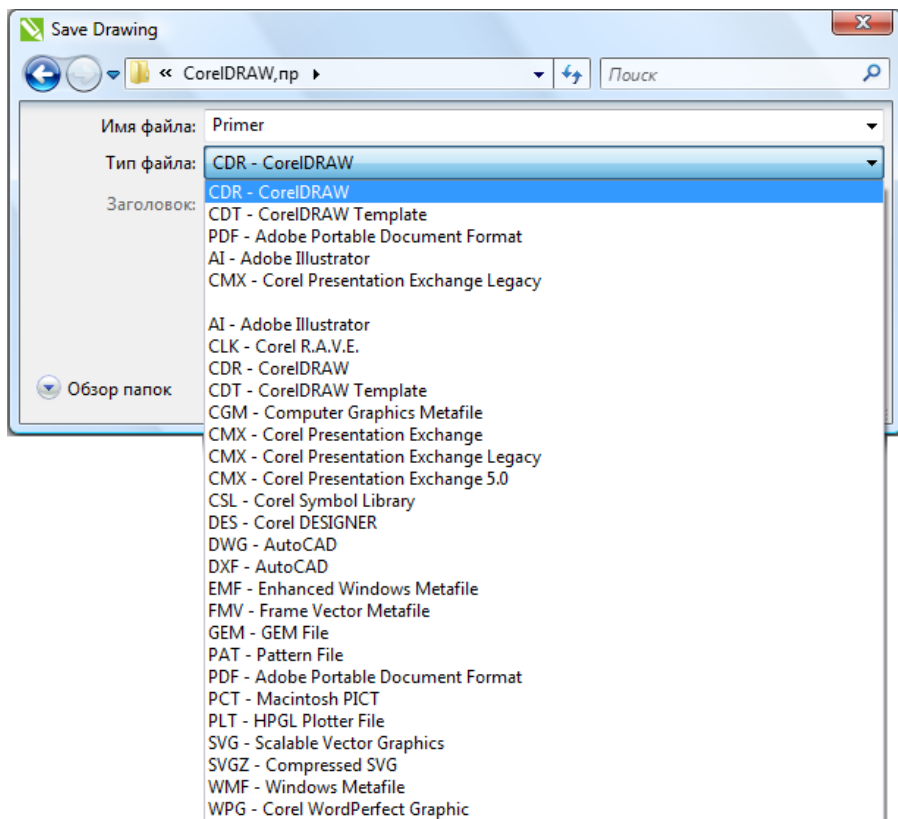 Save Drawing
« CorelDRAW,пр
Поиск
Имя файла: Primer
Тип файла: CDR - CorelDRAW
Заголовок:
CDR - CorelDRAW
CDT - CorelDRAW Template
PDF - Adobe Portable Document Format
AI - Adobe Illustrator
CMX - Corel Presentation Exchange Legacy
AI - Adobe Illustrator
CLK - Corel R.A.V.E.
CDR - CorelDRAW
CDT - CorelDRAW Template
CGM - Computer Graphics Metafile
CMX - Corel Presentation Exchange
CMX - Corel Presentation Exchange Legacy
CMX - Corel Presentation Exchange 5.0
CSL - Corel Symbol Library
DES - Corel DESIGNER
DWG - AutoCAD
DXF - AutoCAD
EMF - Enhanced Windows Metafile
FMV - Frame Vector Metafile
GEM - GEM File
PAT - Pattern File
PDF - Adobe Portable Document Format
PCT - Macintosh PICT
PLT - HPGL Plotter File
SVG - Scalable Vector Graphics
SVGZ - Compressed SVG
WMF - Windows Metafile
WPG - Corel WordPerfect Graphic
Обзор папок